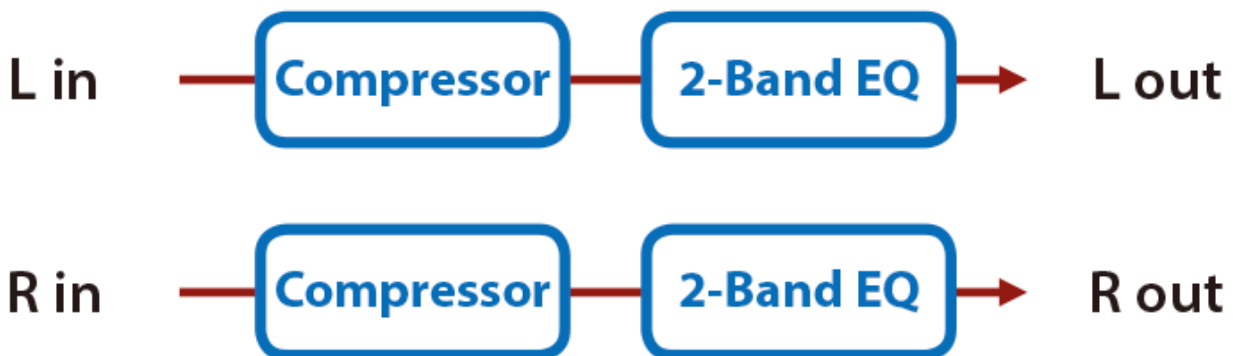 L in Compressor 2-Band EQ L out
R in Compressor 2-Band EQ R out